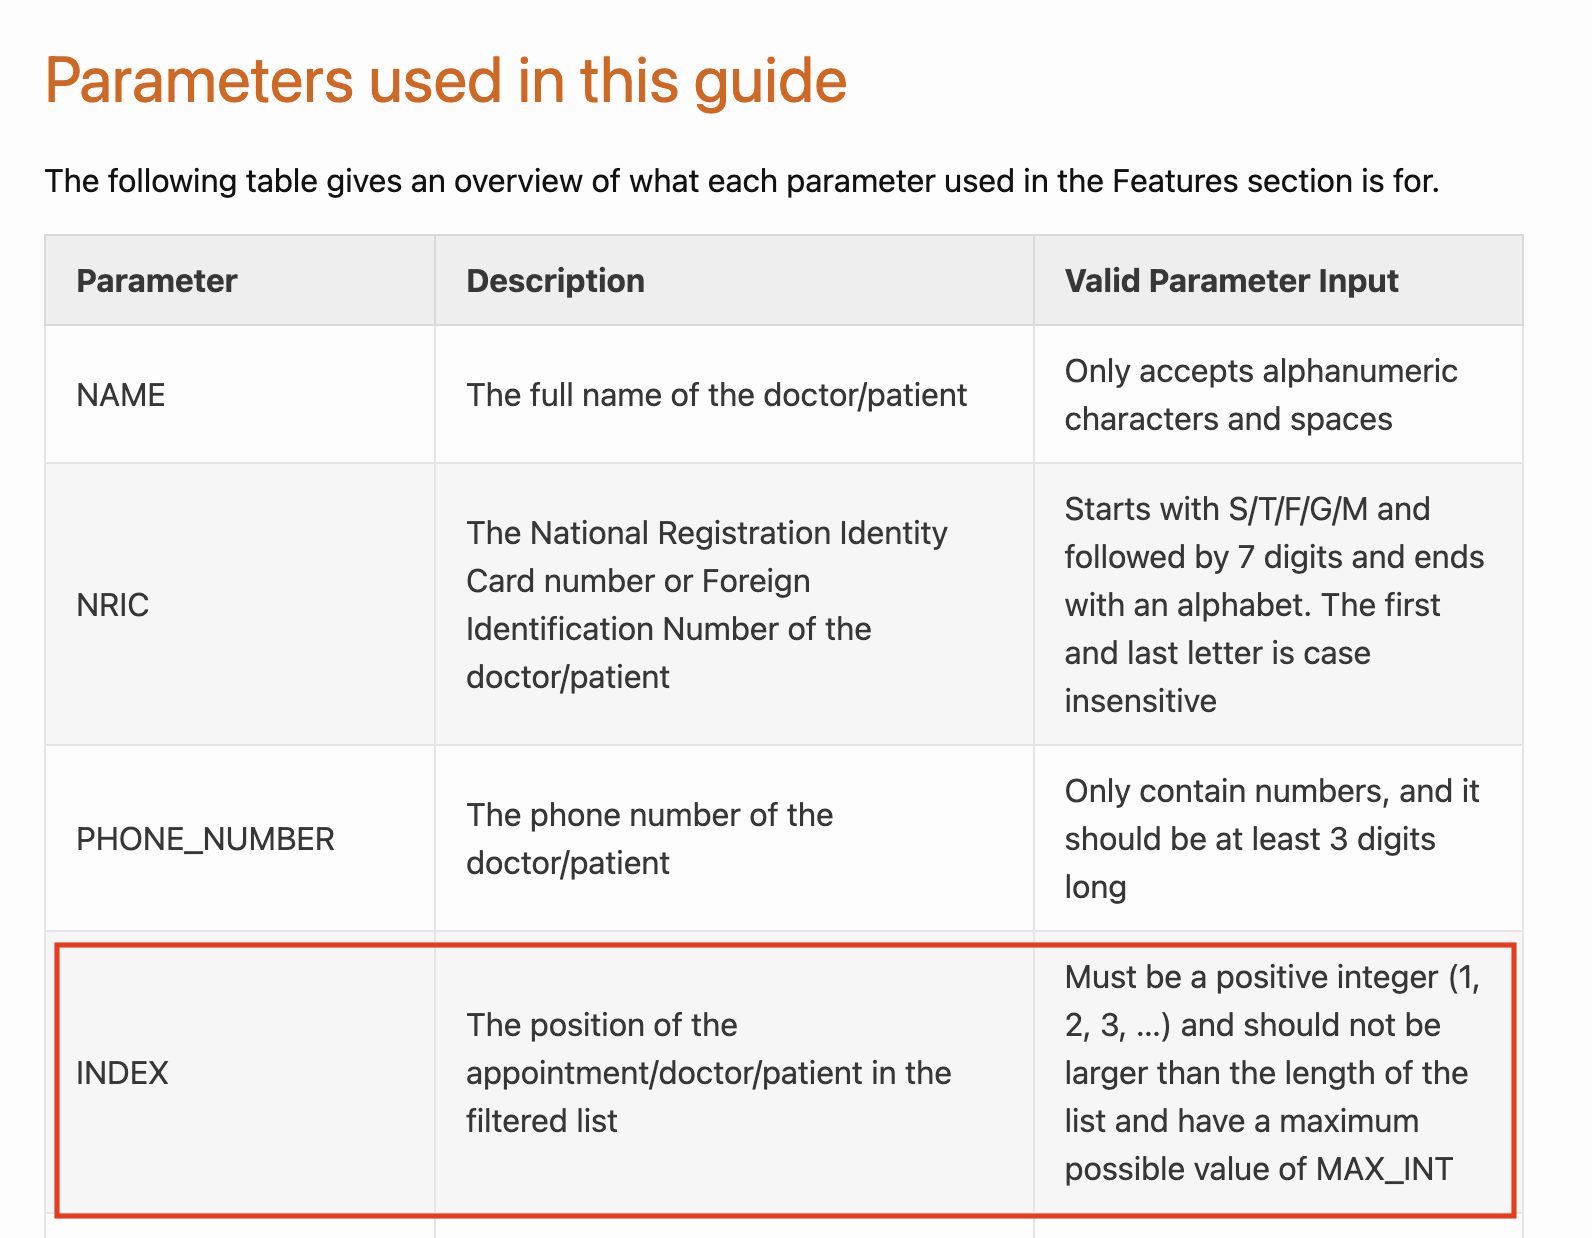 Parameters used in this guide
The following table gives an overview of what each parameter used in the Features section is for.
Parameter Description Valid Parameter Input
NAME
The full name of the doctor/patient
Only accepts alphanumeric
characters and spaces
NRIC
The National Registration Identity
Card number or Foreign
Identification Number of the
doctor/patient
Starts with S/T/F/G/M and
followed by 7 digits and ends
with an alphabet. The first
and last letter is case
insensitive
PHONE_NUMBER
The phone number of the
doctor/patient
Only contain numbers, and it
should be at least 3 digits
long
INDEX
The position of the
appointment/doctor/patient in the
filtered list
Must be a positive integer (1,
2, 3, ...) and should not be
larger than the length of the
list and have a maximum
possible value of MAX_INT